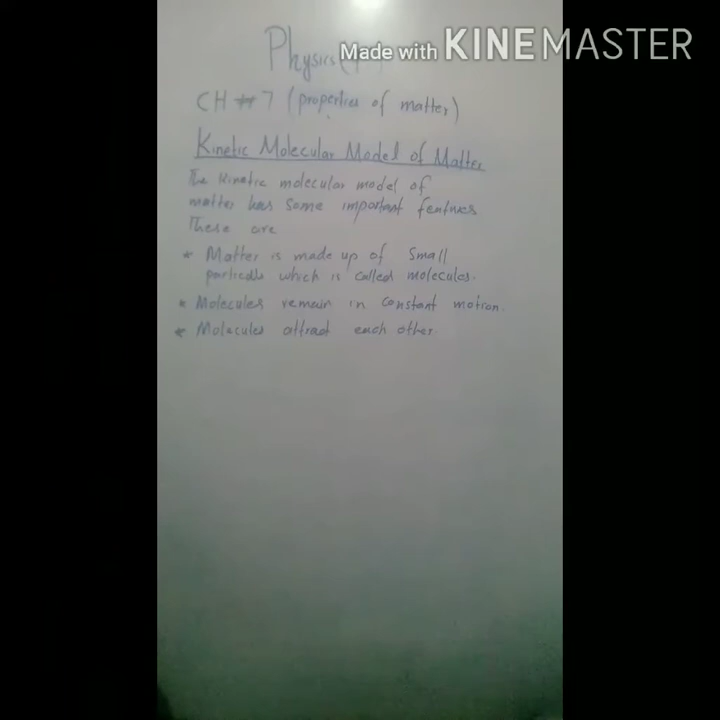 Physics
Made with KINEMASTER
CH # 7 (properties of matter)
Kinetic Molecular Model of Matter
The kinetic molecular model of
matter has some important features
These are
* Matter is made up of small
particals which is called molecules.
* Molecules remain in constant motion.
* Molecules attract each other.